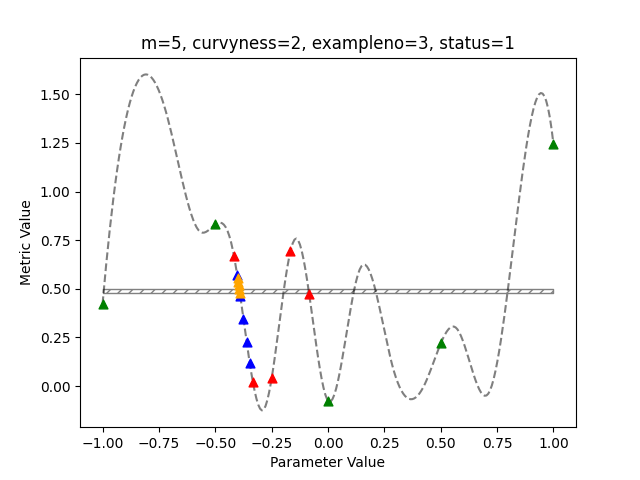 m=5, curvyness=2, exampleno=3, status=1
Metric Value
1.50
1.25
1.00
0.75
0.50
0.25
0.00
−1.00 −0.75 −0.50 −0.25 0.00 0.25 0.50 0.75 1.00
Parameter Value